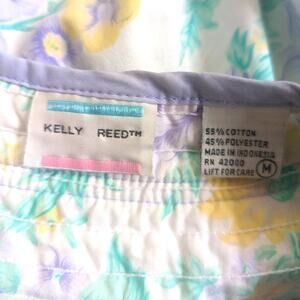 KELLY REED™
55% COTTON
45% POLYESTER
MADE IN INDONESIA
RN 42000
LIFT FOR CARE M